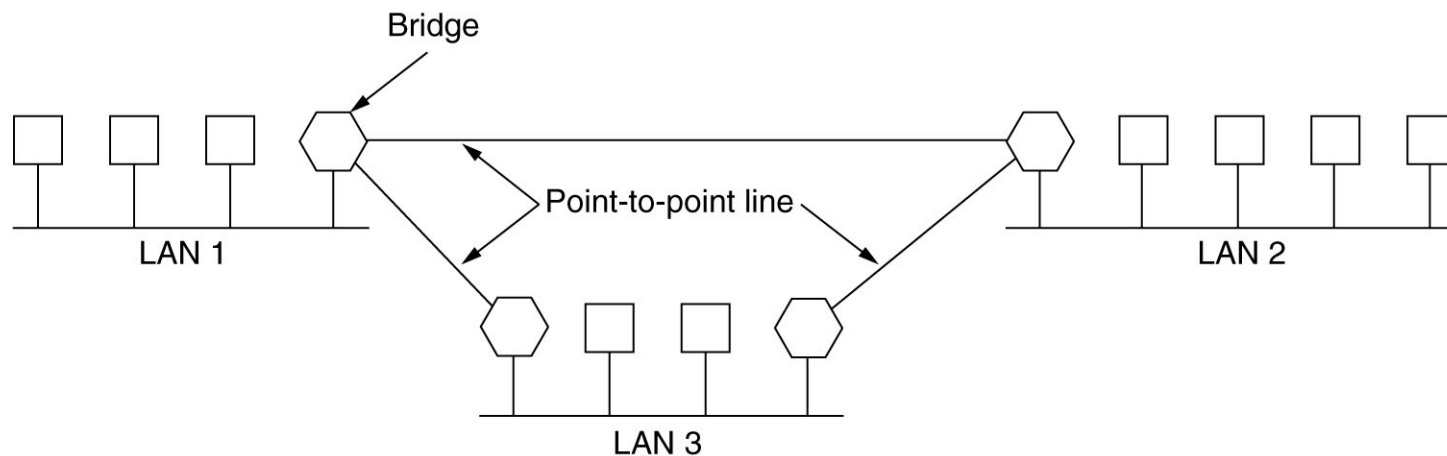 Bridge
Point-to-point line
LAN 1
LAN 2
LAN 3